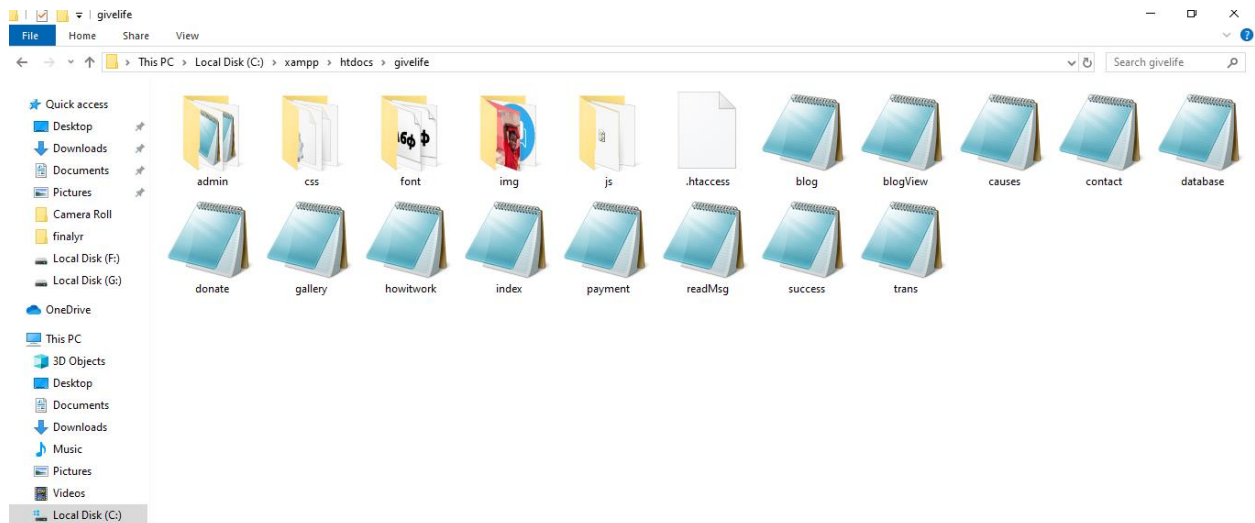 givelife
File Home Share View
This PC > Local Disk (C:) > xampp > htdocs > givelife
Search givelife
Quick access
Desktop
Downloads
Documents
Pictures
Camera Roll
finalyr
Local Disk (F:)
Local Disk (G:)
OneDrive
This PC
3D Objects
Desktop
Documents
Downloads
Music
Pictures
Videos
Local Disk (C:)
admin css font img js .htaccess blog blogView causes contact database
donate gallery howitwork index payment readMsg success trans